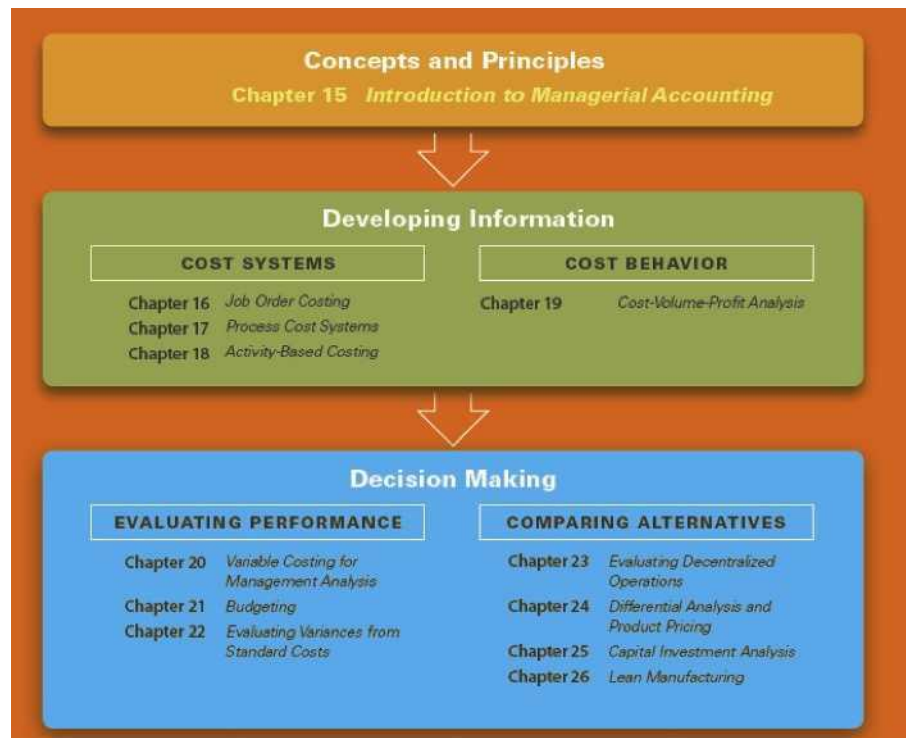 Concepts and Principles
Chapter 15 Introduction to Managerial Accounting
Developing Information
COST SYSTEMS
Chapter 16 Job Order Costing
Chapter 17 Process Cost Systems
Chapter 18 Activity-Based Costing
COST BEHAVIOR
Chapter 19 Cost-Volume-Profit Analysis
Decision Making
EVALUATING PERFORMANCE
Chapter 20 Variable Costing for
Management Analysis
Chapter 21 Budgeting
Chapter 22 Evaluating Variances from
Standard Costs
COMPARING ALTERNATIVES
Chapter 23 Evaluating Decentralized
Operations
Chapter 24 Differential Analysis and
Product Pricing
Chapter 25 Capital Investment Analysis
Chapter 26 Lean Manufacturing